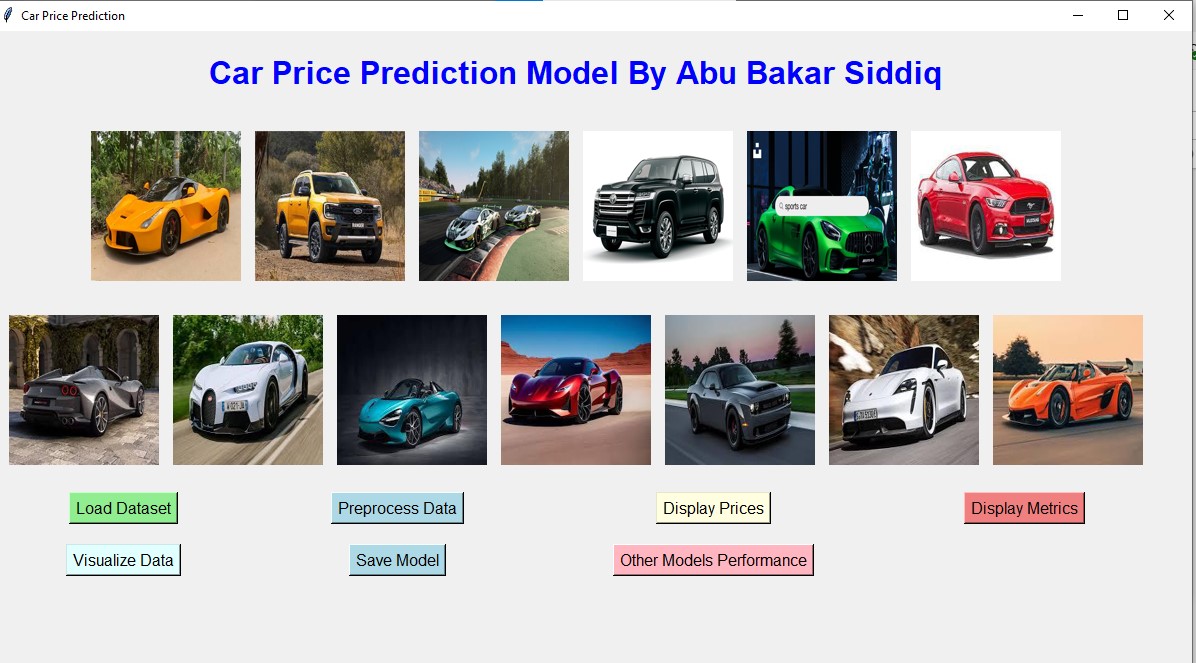 Car Price Prediction
Car Price Prediction Model By Abu Bakar Siddiq
sports car
MUSTANG
Load Dataset
Preprocess Data
Display Prices
Display Metrics
Visualize Data
Save Model
Other Models Performance